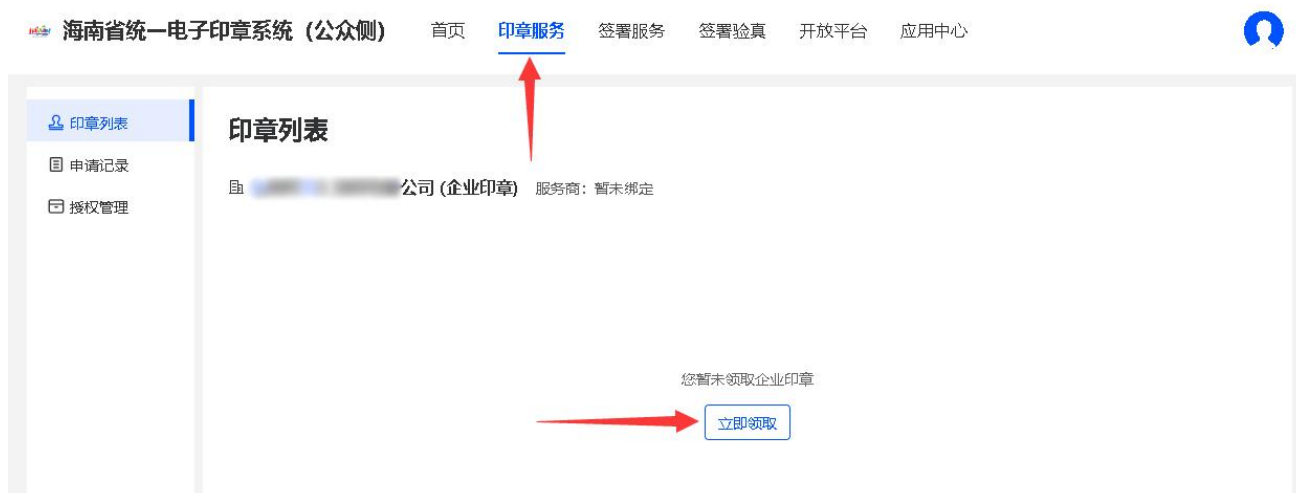 海南省统一电子印章系统（公众侧） 首页 印章服务 签署服务 签署验真 开放平台 应用中心
印章列表
申请记录
授权管理
印章列表
公司 (企业印章) 服务商：暂未绑定
您暂未领取企业印章
立即领取